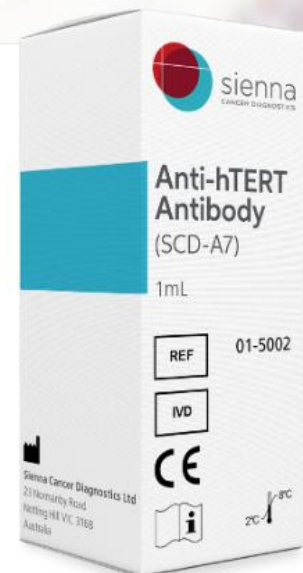 sienna
CANCER DIAGNOSTICS
Anti-hTERT
Antibody
(SCD-A7)
1mL
REF 01-5002
IVD
CE
i
2°C 8°C
Sienna Cancer Diagnostics Ltd
23 Normanby Road
Notting Hill VIC 3168
Australia